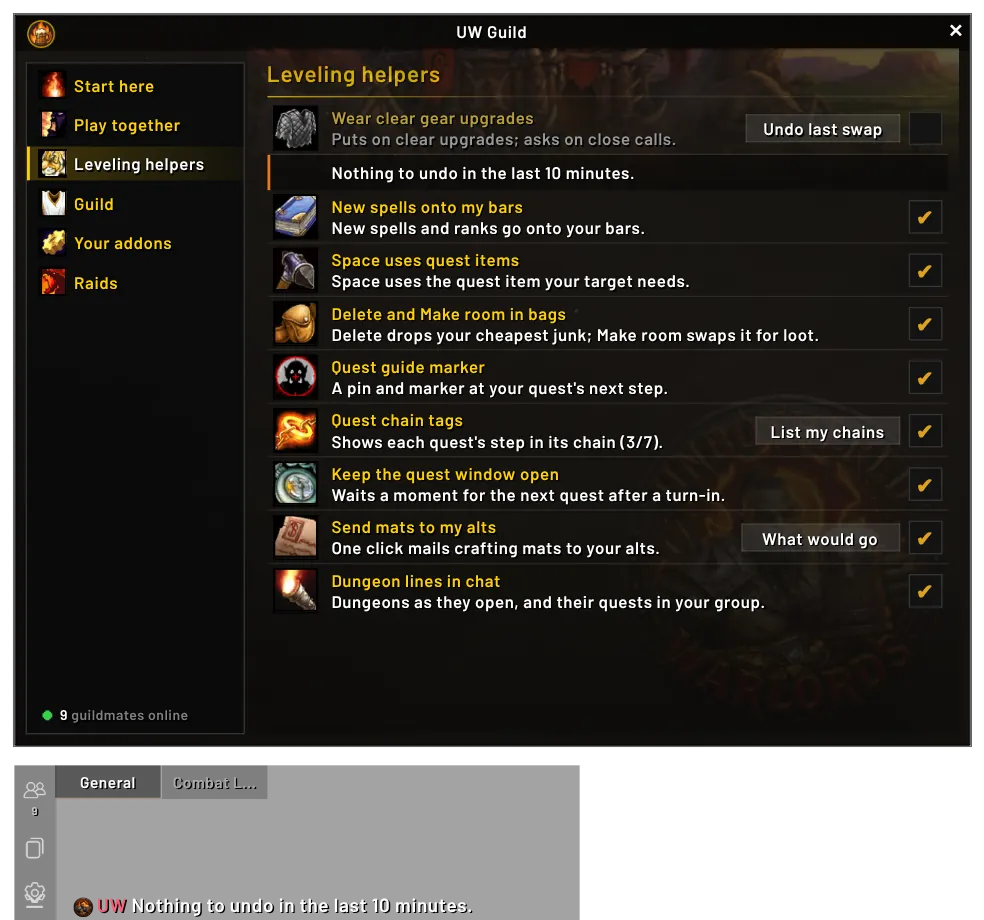 UW Guild
Start here
Play together
Leveling helpers
Guild
Your addons
Raids
9 guildmates online
Leveling helpers
Wear clear gear upgrades
Puts on clear upgrades; asks on close calls.
Undo last swap
Nothing to undo in the last 10 minutes.
New spells onto my bars
New spells and ranks go onto your bars.
Space uses quest items
Space uses the quest item your target needs.
Delete and Make room in bags
Delete drops your cheapest junk; Make room swaps it for loot.
Quest guide marker
A pin and marker at your quest's next step.
Quest chain tags
Shows each quest's step in its chain (3/7).
List my chains
Keep the quest window open
Waits a moment for the next quest after a turn-in.
Send mats to my alts
One click mails crafting mats to your alts.
What would go
Dungeon lines in chat
Dungeons as they open, and their quests in your group.
WARLORDS
9
General
Combat L...
UW Nothing to undo in the last 10 minutes.